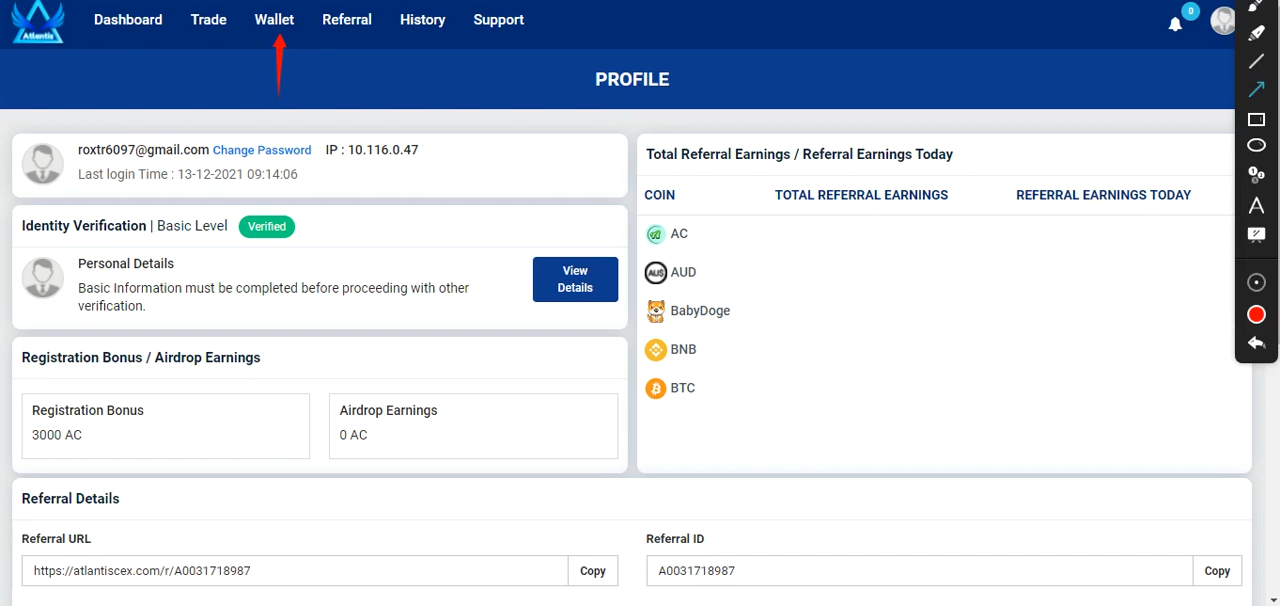 Atlantis
Dashboard Trade Wallet Referral History Support
0
PROFILE
roxtr6097@gmail.com Change Password IP : 10.116.0.47
Last login Time : 13-12-2021 09:14:06
Identity Verification | Basic Level Verified
Personal Details
Basic Information must be completed before proceeding with other
verification.
View
Details
Registration Bonus / Airdrop Earnings
Registration Bonus
3000 AC
Airdrop Earnings
0 AC
Total Referral Earnings / Referral Earnings Today
COIN TOTAL REFERRAL EARNINGS REFERRAL EARNINGS TODAY
AC
AU$ AUD
BabyDoge
BNB
BTC
Referral Details
Referral URL
https://atlantiscex.com/r/A0031718987 Copy
Referral ID
A0031718987 Copy